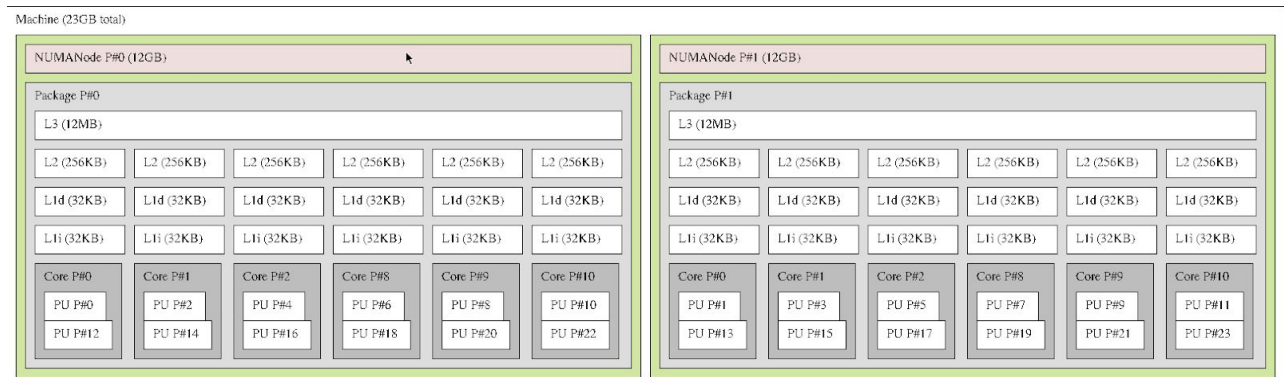 Machine (23GB total)
NUMANode P#0 (12GB)
Package P#0
L3 (12MB)
L2 (256KB) L2 (256KB) L2 (256KB) L2 (256KB) L2 (256KB) L2 (256KB)
L1d (32KB) L1d (32KB) L1d (32KB) L1d (32KB) L1d (32KB) L1d (32KB)
L1i (32KB) L1i (32KB) L1i (32KB) L1i (32KB) L1i (32KB) L1i (32KB)
Core P#0 Core P#1 Core P#2 Core P#8 Core P#9 Core P#10
PU P#0 PU P#2 PU P#4 PU P#6 PU P#8 PU P#10
PU P#12 PU P#14 PU P#16 PU P#18 PU P#20 PU P#22
NUMANode P#1 (12GB)
Package P#1
L3 (12MB)
L2 (256KB) L2 (256KB) L2 (256KB) L2 (256KB) L2 (256KB) L2 (256KB)
L1d (32KB) L1d (32KB) L1d (32KB) L1d (32KB) L1d (32KB) L1d (32KB)
L1i (32KB) L1i (32KB) L1i (32KB) L1i (32KB) L1i (32KB) L1i (32KB)
Core P#0 Core P#1 Core P#2 Core P#8 Core P#9 Core P#10
PU P#1 PU P#3 PU P#5 PU P#7 PU P#9 PU P#11
PU P#13 PU P#15 PU P#17 PU P#19 PU P#21 PU P#23